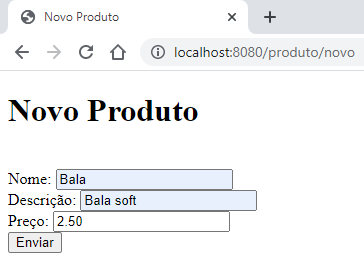 Novo Produto
localhost:8080/produto/novo
Novo Produto
Nome: Bala
Descrição: Bala soft
Preço: 2.50
Enviar